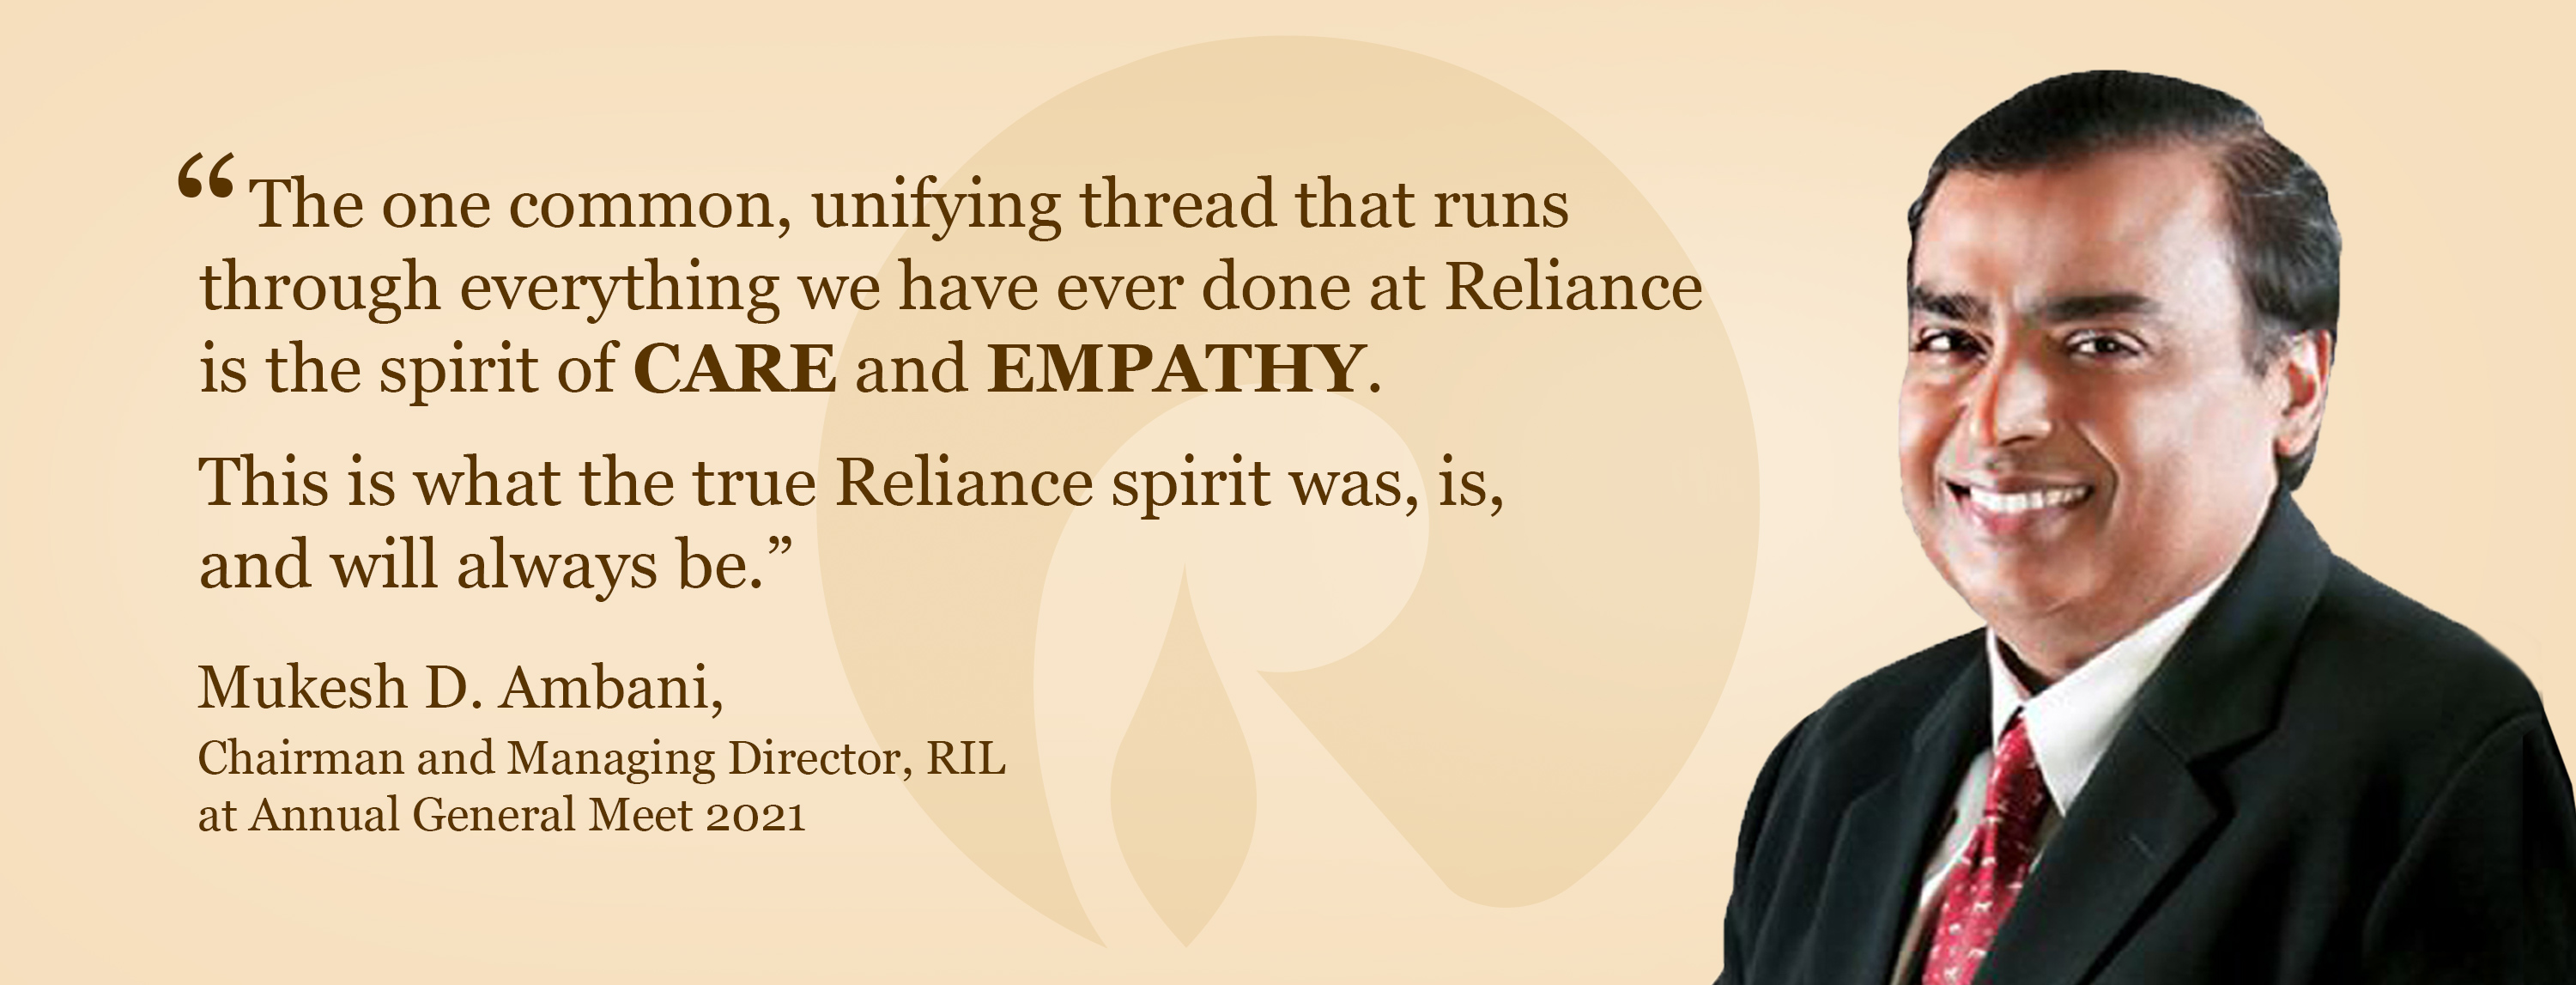 “The one common, unifying thread that runs
through everything we have ever done at Reliance
is the spirit of CARE and EMPATHY.
This is what the true Reliance spirit was, is,
and will always be.”
Mukesh D. Ambani,
Chairman and Managing Director, RIL
at Annual General Meet 2021